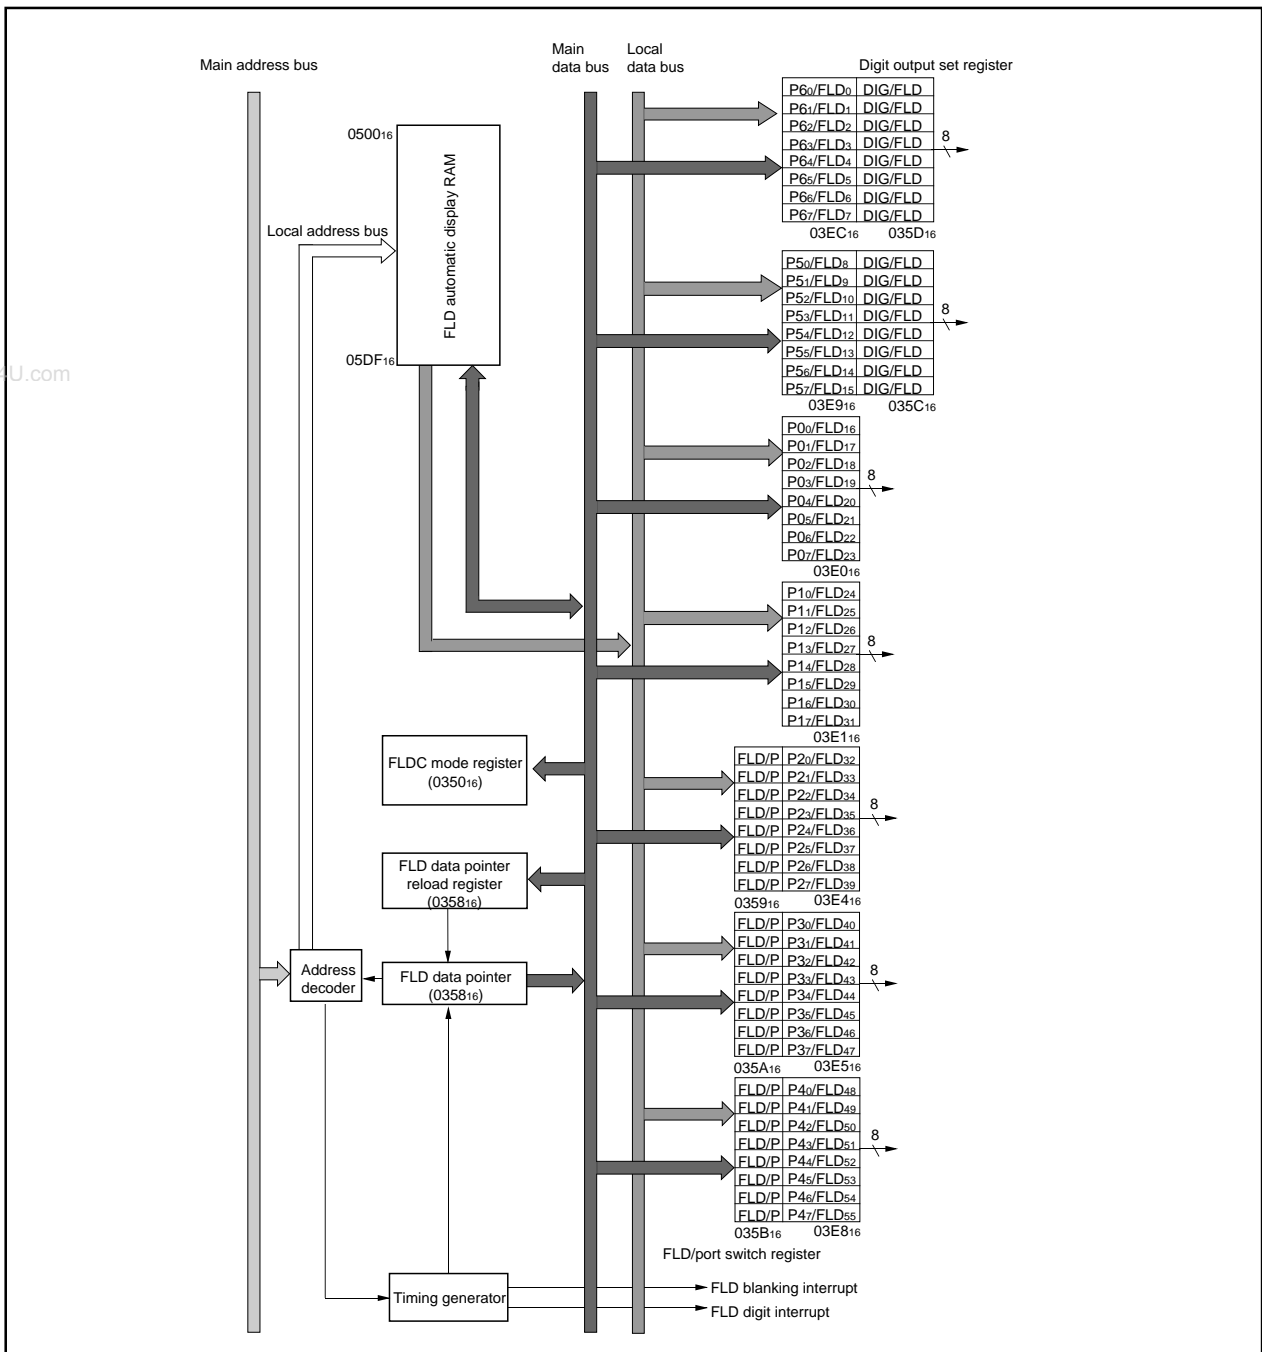 Main address bus
Main
data bus
Local
data bus
Digit output set register
0500₁₆
FLD automatic display RAM
Local address bus
05DF₁₆
4U.com
P6₀/FLD₀ DIG/FLD
P6₁/FLD₁ DIG/FLD
P6₂/FLD₂ DIG/FLD
P6₃/FLD₃ DIG/FLD
P6₄/FLD₄ DIG/FLD
P6₅/FLD₅ DIG/FLD
P6₆/FLD₆ DIG/FLD
P6₇/FLD₇ DIG/FLD
8
03EC₁₆ 035D₁₆
P5₀/FLD₈ DIG/FLD
P5₁/FLD₉ DIG/FLD
P5₂/FLD₁₀ DIG/FLD
P5₃/FLD₁₁ DIG/FLD
P5₄/FLD₁₂ DIG/FLD
P5₅/FLD₁₃ DIG/FLD
P5₆/FLD₁₄ DIG/FLD
P5₇/FLD₁₅ DIG/FLD
8
03E9₁₆ 035C₁₆
P0₀/FLD₁₆
P0₁/FLD₁₇
P0₂/FLD₁₈
P0₃/FLD₁₉
P0₄/FLD₂₀
P0₅/FLD₂₁
P0₆/FLD₂₂
P0₇/FLD₂₃
8
03E0₁₆
P1₀/FLD₂₄
P1₁/FLD₂₅
P1₂/FLD₂₆
P1₃/FLD₂₇
P1₄/FLD₂₈
P1₅/FLD₂₉
P1₆/FLD₃₀
P1₇/FLD₃₁
8
03E1₁₆
FLDC mode register
(0350₁₆)
FLD/P P2₀/FLD₃₂
FLD/P P2₁/FLD₃₃
FLD/P P2₂/FLD₃₄
FLD/P P2₃/FLD₃₅
FLD/P P2₄/FLD₃₆
FLD/P P2₅/FLD₃₇
FLD/P P2₆/FLD₃₈
FLD/P P2₇/FLD₃₉
8
0359₁₆ 03E4₁₆
FLD data pointer
reload register
(0358₁₆)
FLD/P P3₀/FLD₄₀
FLD/P P3₁/FLD₄₁
FLD/P P3₂/FLD₄₂
FLD/P P3₃/FLD₄₃
FLD/P P3₄/FLD₄₄
FLD/P P3₅/FLD₄₅
FLD/P P3₆/FLD₄₆
FLD/P P3₇/FLD₄₇
8
035A₁₆ 03E5₁₆
Address
decoder
FLD data pointer
(0358₁₆)
FLD/P P4₀/FLD₄₈
FLD/P P4₁/FLD₄₉
FLD/P P4₂/FLD₅₀
FLD/P P4₃/FLD₅₁
FLD/P P4₄/FLD₅₂
FLD/P P4₅/FLD₅₃
FLD/P P4₆/FLD₅₄
FLD/P P4₇/FLD₅₅
8
035B₁₆ 03E8₁₆
FLD/port switch register
Timing generator
FLD blanking interrupt
FLD digit interrupt